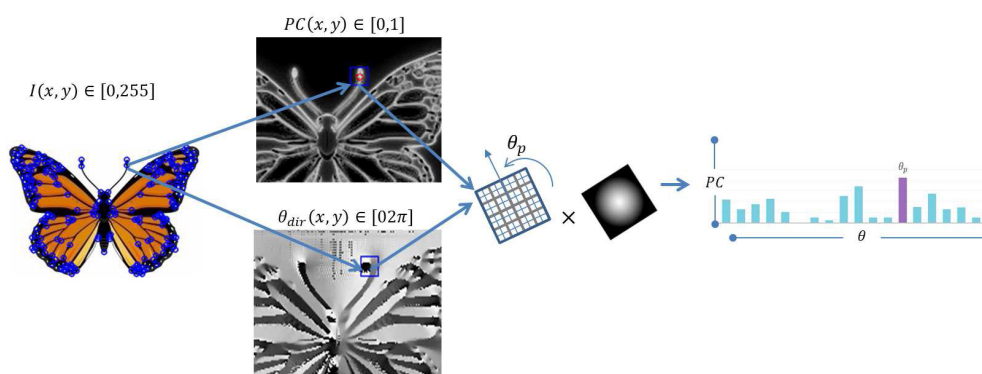 I(x, y) ∈ [0,255]
PC(x, y) ∈ [0,1]
θ_dir(x, y) ∈ [02π]
θ_p
×
PC
θ_p
θ